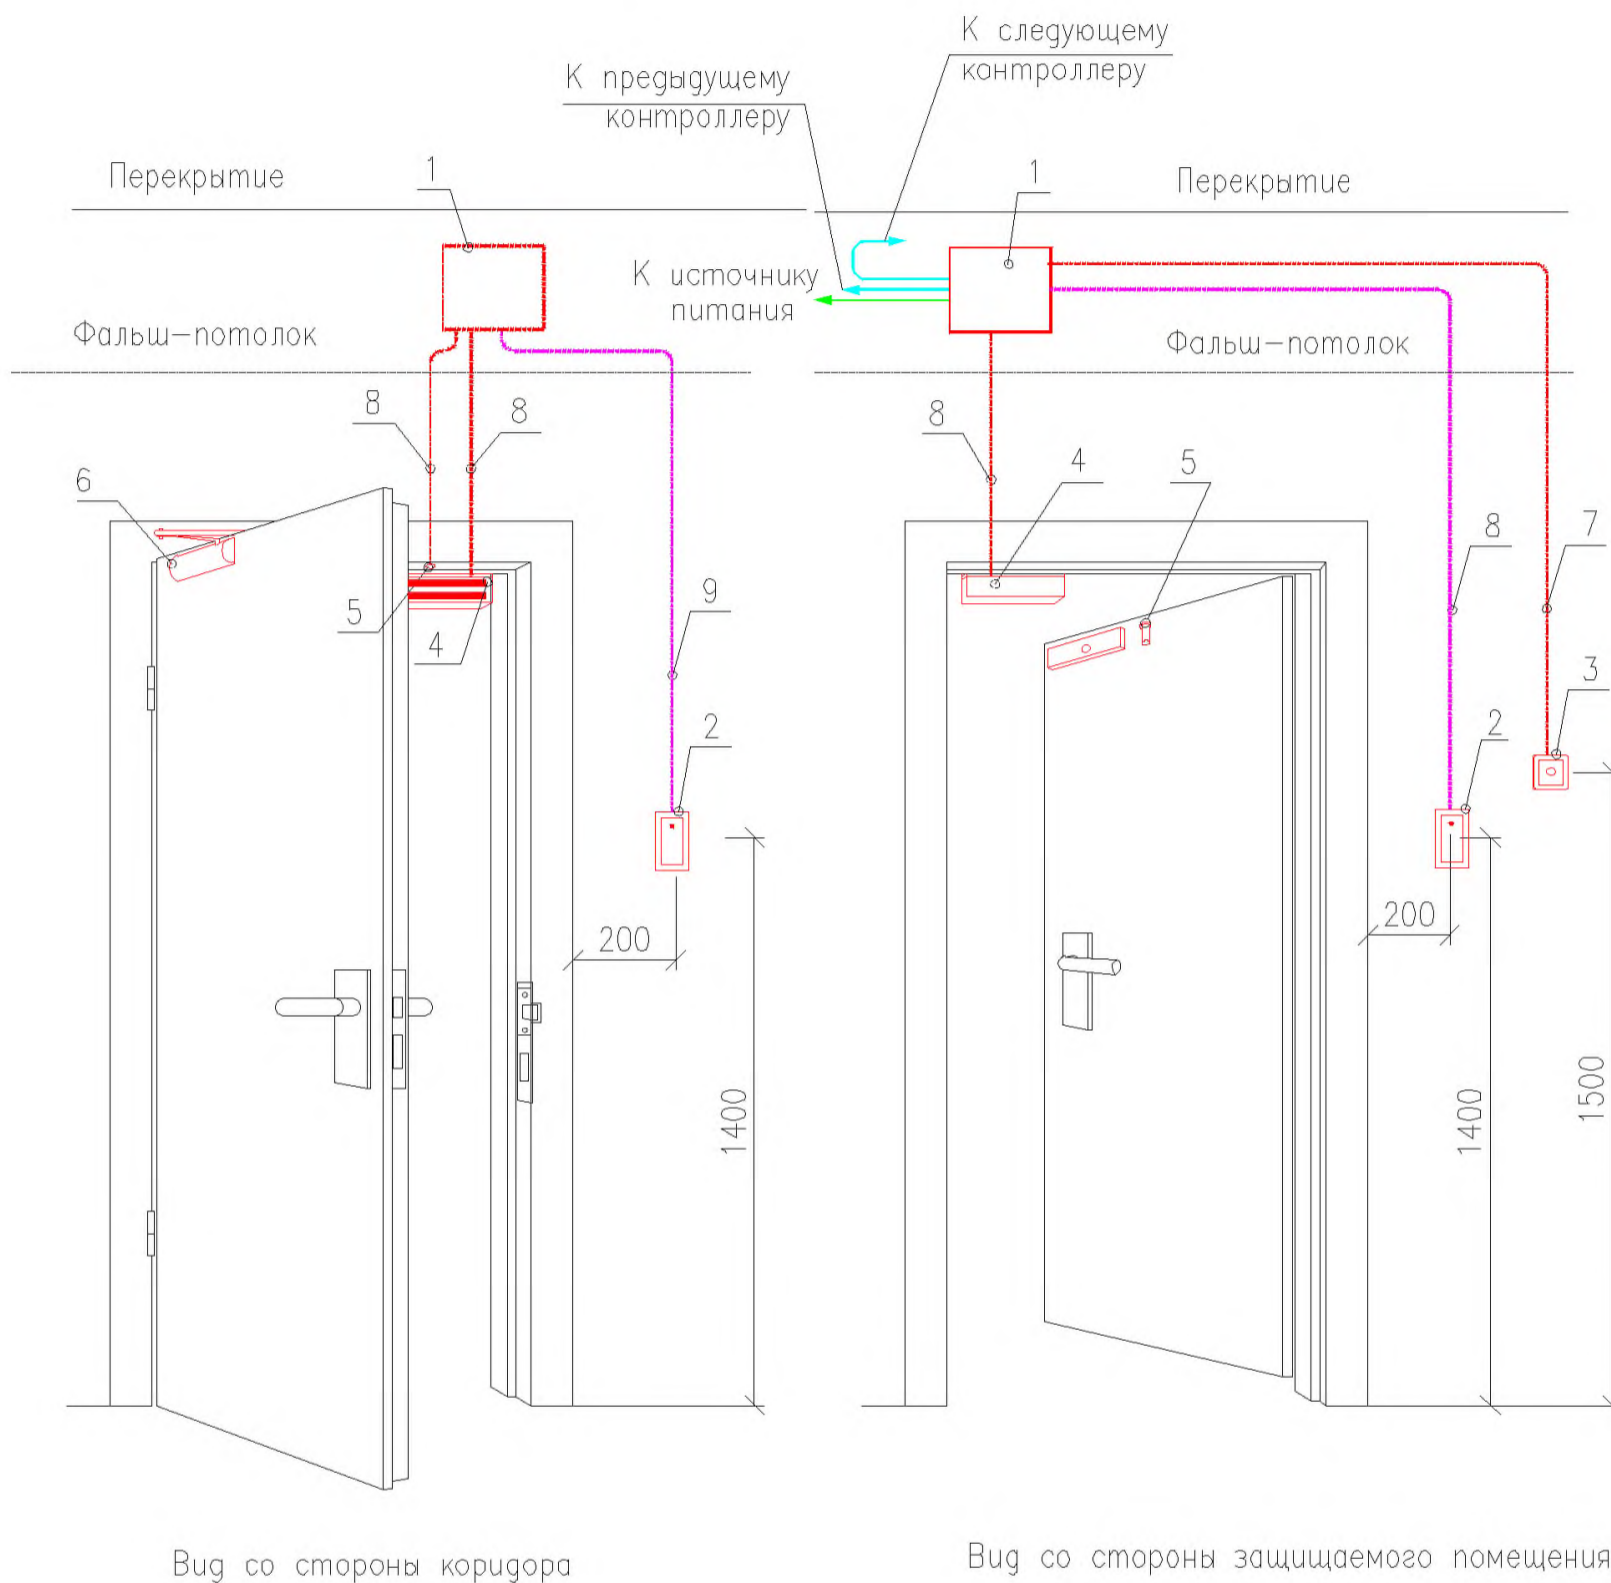 К следующему
контроллеру
К предыдущему
контроллеру
Перекрытие
1
1
Перекрытие
К источнику
питания
Фальш-потолок
Фальш-потолок
8
8
8
6
4
5
8
7
5
4
9
3
2
2
200
200
1400
1400
1500
Вид со стороны коридора
Вид со стороны защищаемого помещения